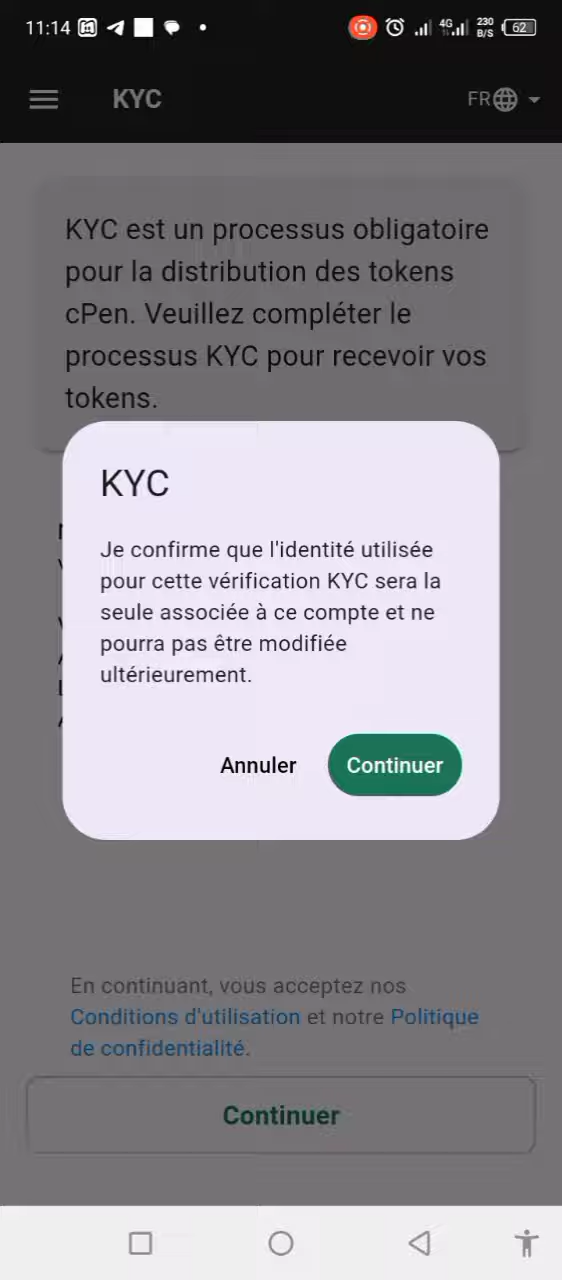 11:14
4G
230
B/S
62
KYC
FR
KYC est un processus obligatoire
pour la distribution des tokens
cPen. Veuillez compléter le
processus KYC pour recevoir vos
tokens.
KYC
Je confirme que l'identité utilisée
pour cette vérification KYC sera la
seule associée à ce compte et ne
pourra pas être modifiée
ultérieurement.
Annuler
Continuer
En continuant, vous acceptez nos
Conditions d'utilisation et notre Politique
de confidentialité.
Continuer